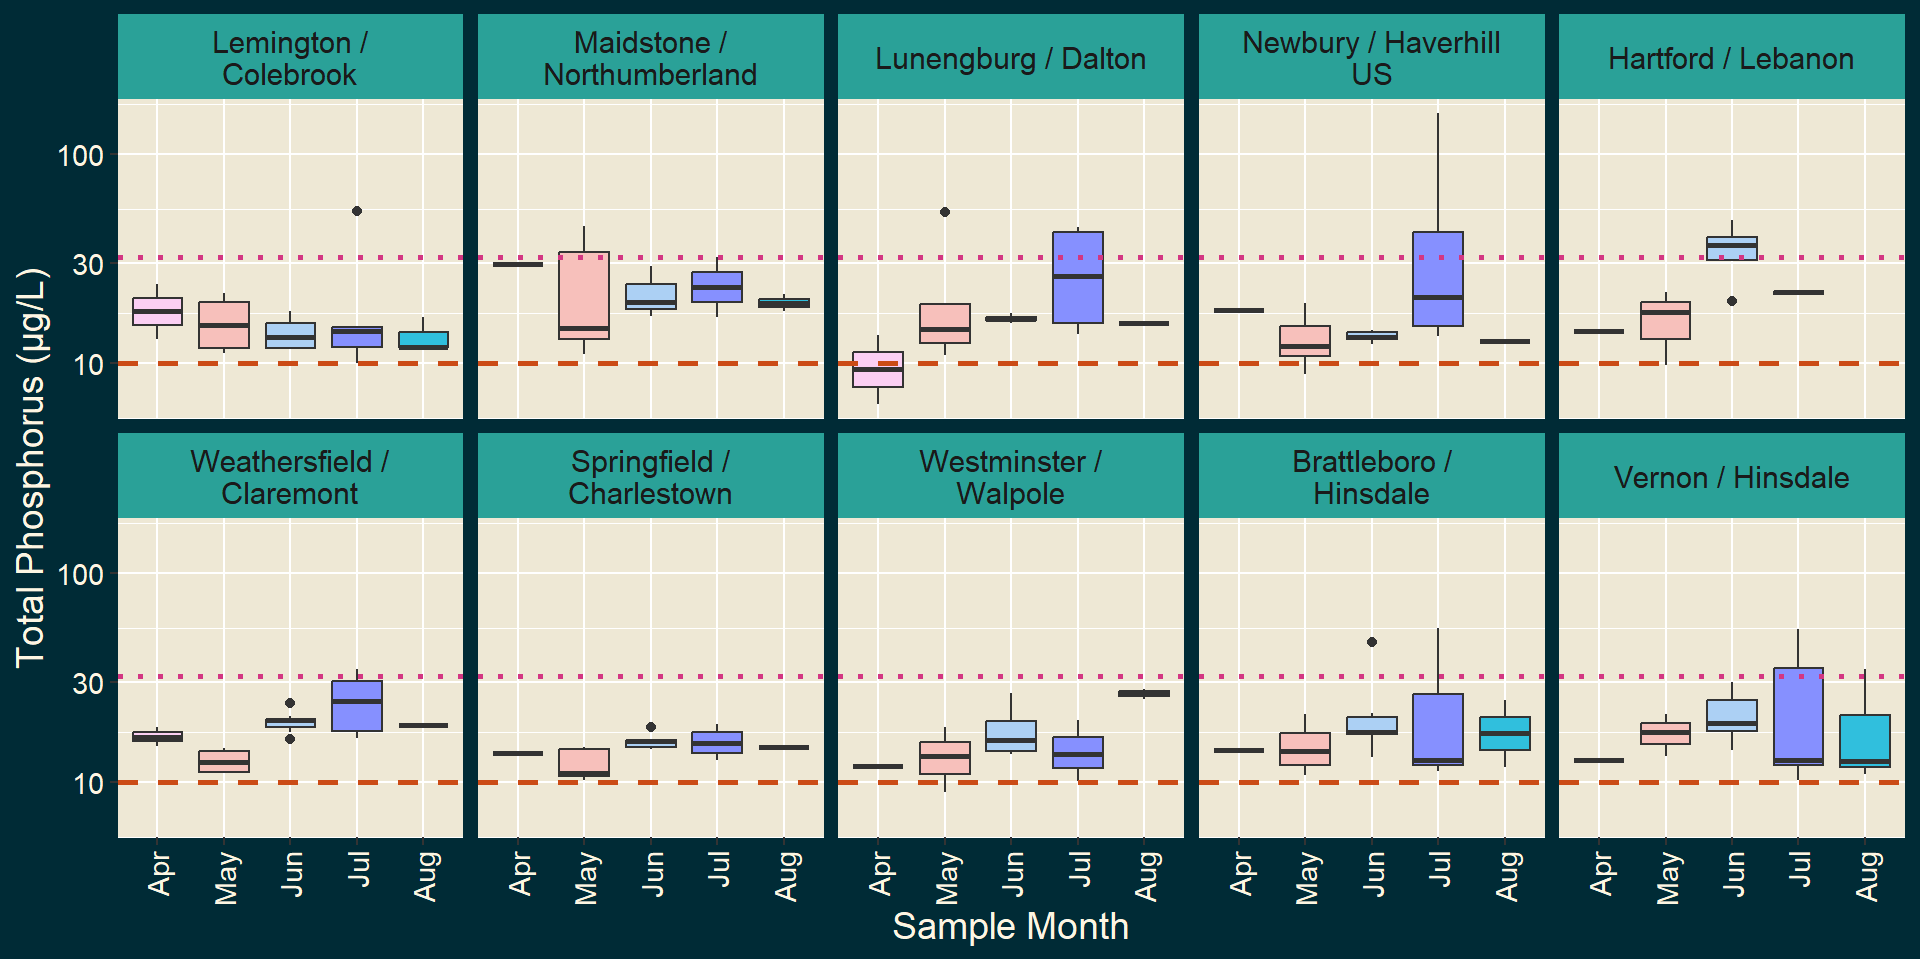 Lemington /
Colebrook
Maidstone /
Northumberland
Lunengburg / Dalton
Newbury / Haverhill
US
Hartford / Lebanon
100
30
10
Weathersfield /
Claremont
Springfield /
Charlestown
Westminster /
Walpole
Brattleboro /
Hinsdale
Vernon / Hinsdale
100
30
10
Total Phosphorus (µg/L)
Apr
May
Jun
Jul
Aug
Apr
May
Jun
Jul
Aug
Apr
May
Jun
Jul
Aug
Apr
May
Jun
Jul
Aug
Apr
May
Jun
Jul
Aug
Sample Month